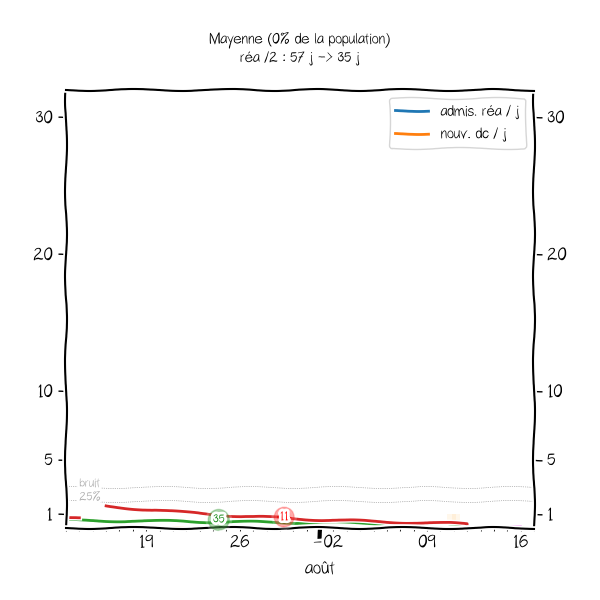 Mayenne (0% de la population)
réa /2 : 57 j -> 35 j
admis. réa / j
nouv. dc / j
30 30
20 20
10 10
5 5
bruit
25%
1 35 11 1
19 26 02 09 16
août